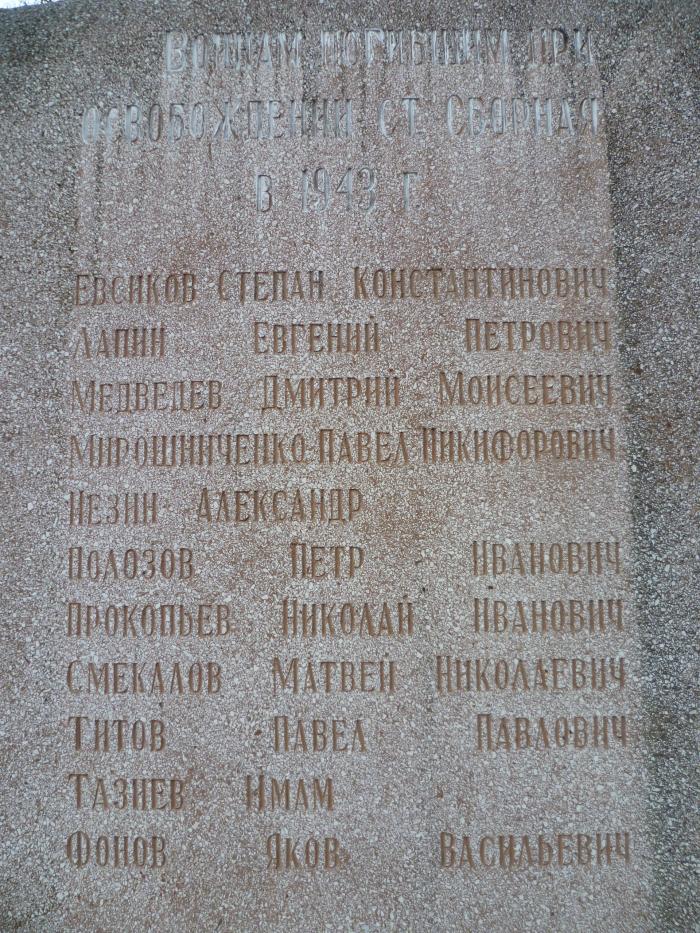 Воинам погибшим при
освобождении ст. Сборная
в 1943 г.
Евсиков Степан Константинович
Лапин Евгений Петрович
Медведев Дмитрий Моисеевич
Мирошниченко Павел Никифорович
Незин Александр
Полозов Петр Иванович
Прокопьев Николай Иванович
Смекалов Матвей Николаевич
Титов Павел Павлович
Тазиев Имам
Фонов Яков Васильевич